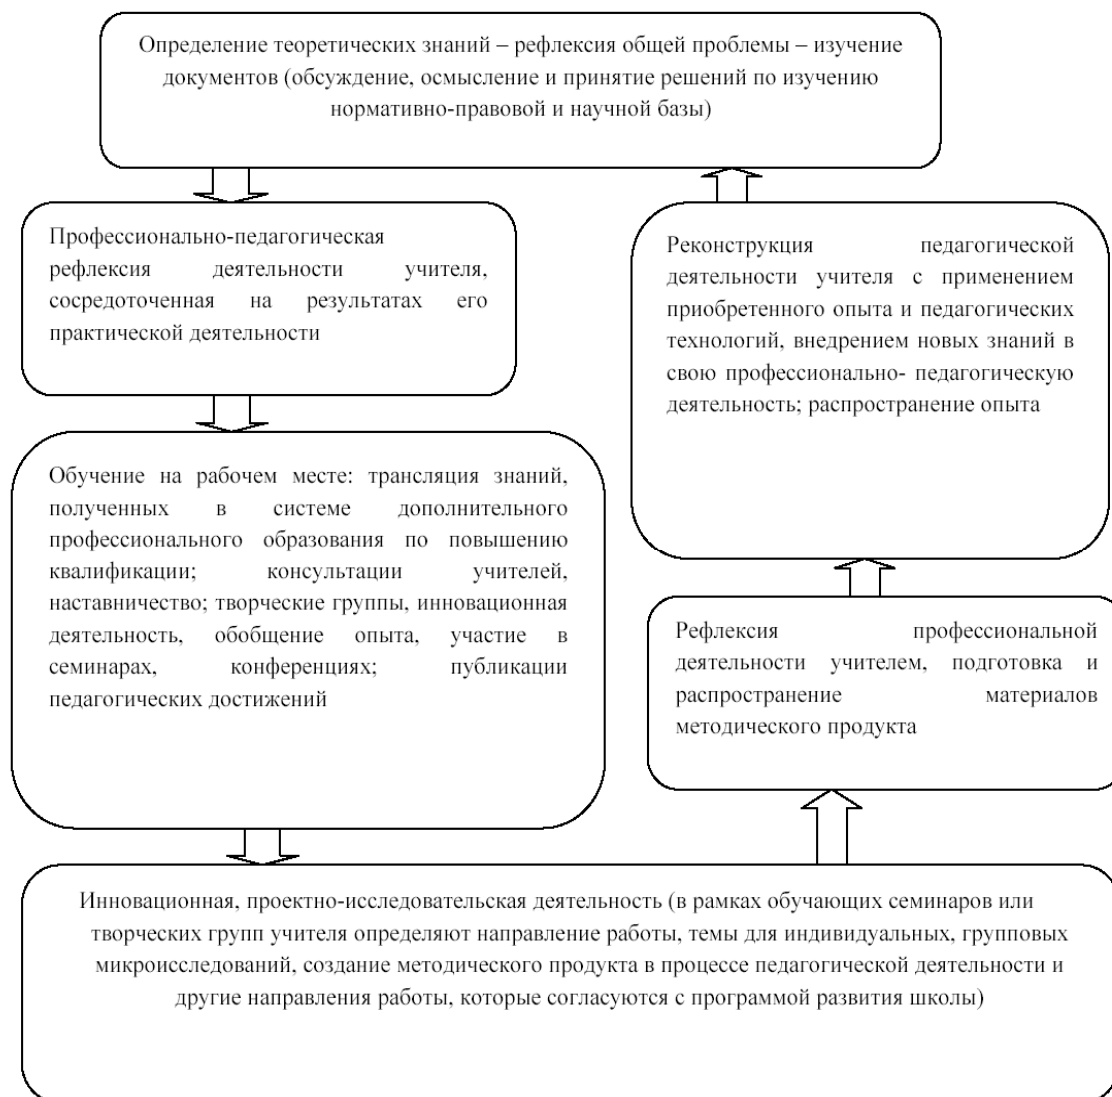 Определение теоретических знаний – рефлексия общей проблемы – изучение
документов (обсуждение, осмысление и принятие решений по изучению
нормативно-правовой и научной базы)
Профессионально-педагогическая
рефлексия деятельности учителя,
сосредоточенная на результатах его
практической деятельности
Обучение на рабочем месте: трансляция знаний,
полученных в системе дополнительного
профессионального образования по повышению
квалификации; консультации учителей,
наставничество; творческие группы, инновационная
деятельность, обобщение опыта, участие в
семинарах, конференциях; публикации
педагогических достижений
Инновационная, проектно-исследовательская деятельность (в рамках обучающих семинаров или
творческих групп учителя определяют направление работы, темы для индивидуальных, групповых
микроисследований, создание методического продукта в процессе педагогической деятельности и
другие направления работы, которые согласуются с программой развития школы)
Рефлексия профессиональной
деятельности учителем, подготовка и
распространение материалов
методического продукта
Реконструкция педагогической
деятельности учителя с применением
приобретенного опыта и педагогических
технологий, внедрением новых знаний в
свою профессионально- педагогическую
деятельность; распространение опыта